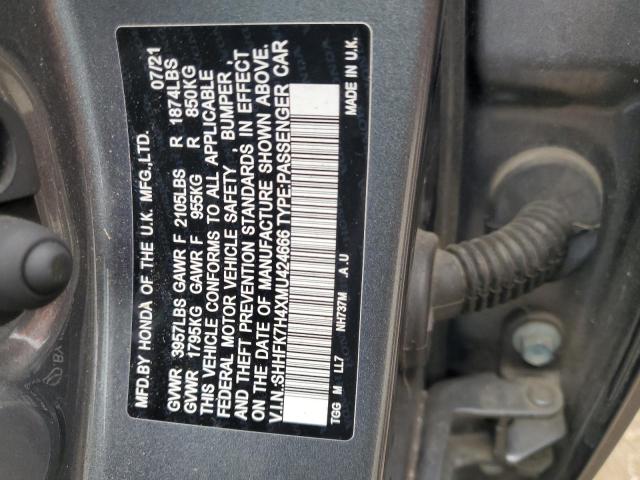 MFD.BY HONDA OF THE U.K. MFG.,LTD. 07/21
GVWR 3957LBS GAWR F 2105LBS R 1874LBS
GVWR 1795KG GAWR F 955KG R 850KG
THIS VEHICLE CONFORMS TO ALL APPLICABLE
FEDERAL MOTOR VEHICLE SAFETY, BUMPER,
AND THEFT PREVENTION STANDARDS IN EFFECT
ON THE DATE OF MANUFACTURE SHOWN ABOVE.
V.I.N.:SHHFK7H4XMU424666 TYPE:PASSENGER CAR
TGG M LL7 NH737M A.U MADE IN U.K.